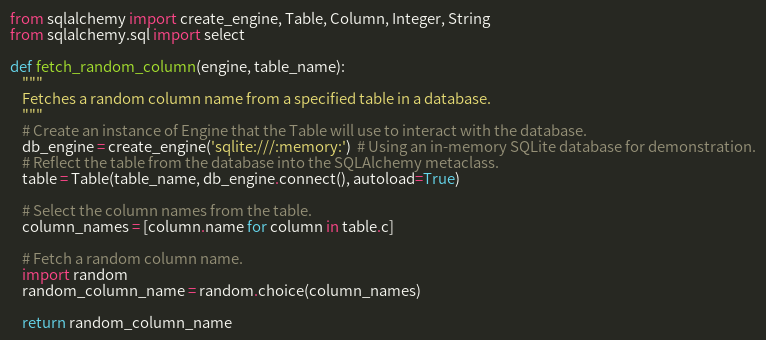 from sqlalchemy import create_engine, Table, Column, Integer, String
from sqlalchemy.sql import select

def fetch_random_column(engine, table_name):
    """
    Fetches a random column name from a specified table in a database.
    """
    # Create an instance of Engine that the Table will use to interact with the database.
    db_engine = create_engine('sqlite:///:memory:')  # Using an in-memory SQLite database for demonstration.
    # Reflect the table from the database into the SQLAlchemy metaclass.
    table = Table(table_name, db_engine.connect(), autoload=True)

    # Select the column names from the table.
    column_names = [column.name for column in table.c]

    # Fetch a random column name.
    import random
    random_column_name = random.choice(column_names)

    return random_column_name